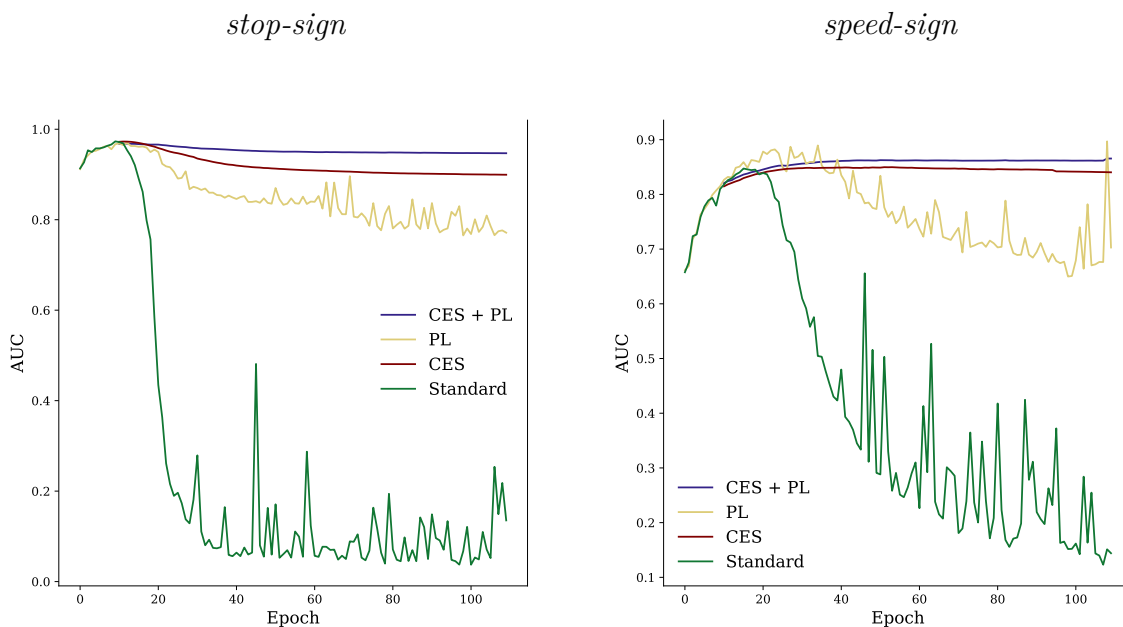 stop-sign
speed-sign
1.0
0.8
0.6
0.4
0.2
0.0
AUC
0
20
40
60
80
100
Epoch
CES + PL
PL
CES
Standard
0.9
0.8
0.7
0.6
0.5
0.4
0.3
0.2
0.1
AUC
0
20
40
60
80
100
Epoch
CES + PL
PL
CES
Standard